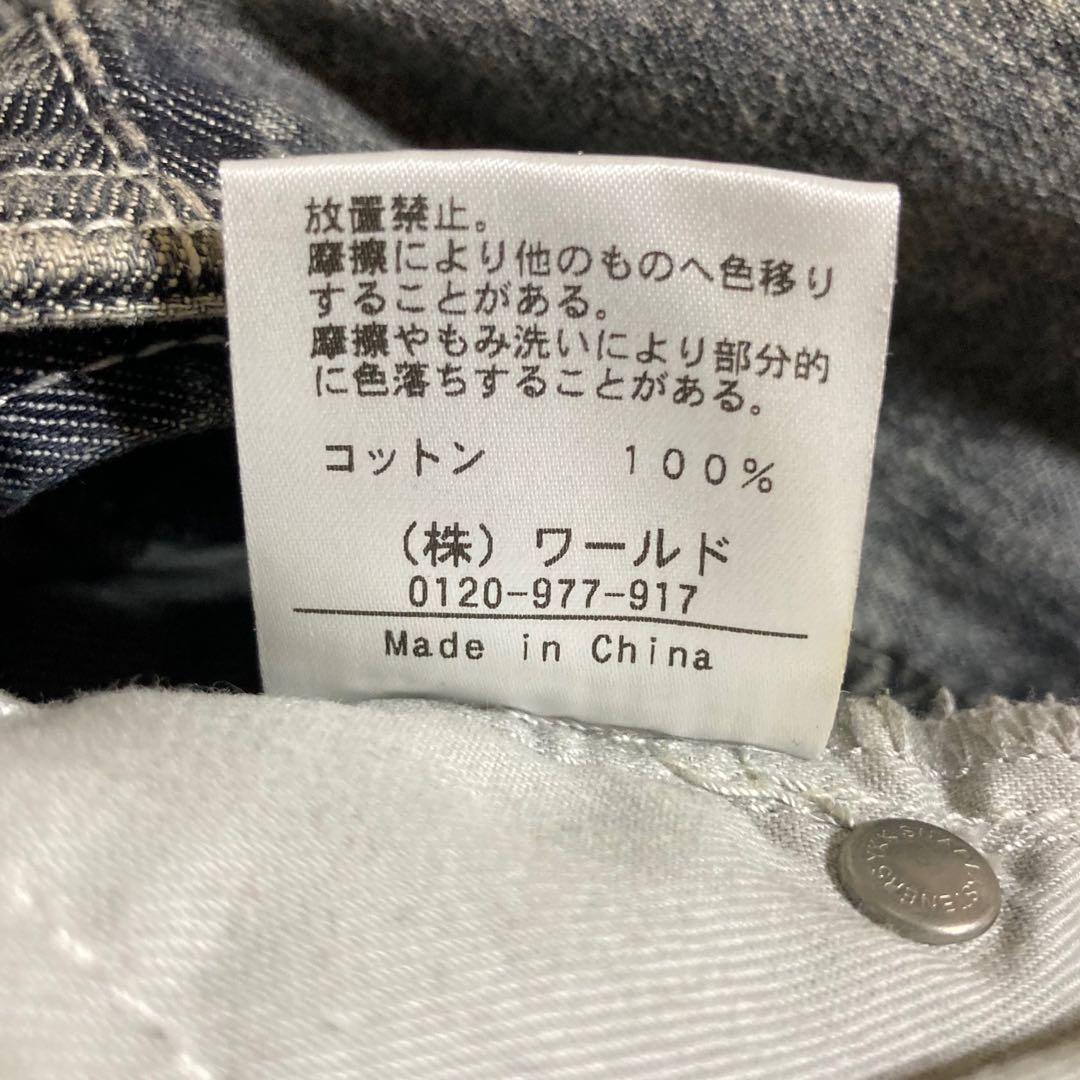 放置禁止。
摩擦により他のものへ色移り
することがある。
摩擦やもみ洗いにより部分的
に色落ちすることがある。
コットン 100%
(株) ワールド
0120-977-917
Made in China